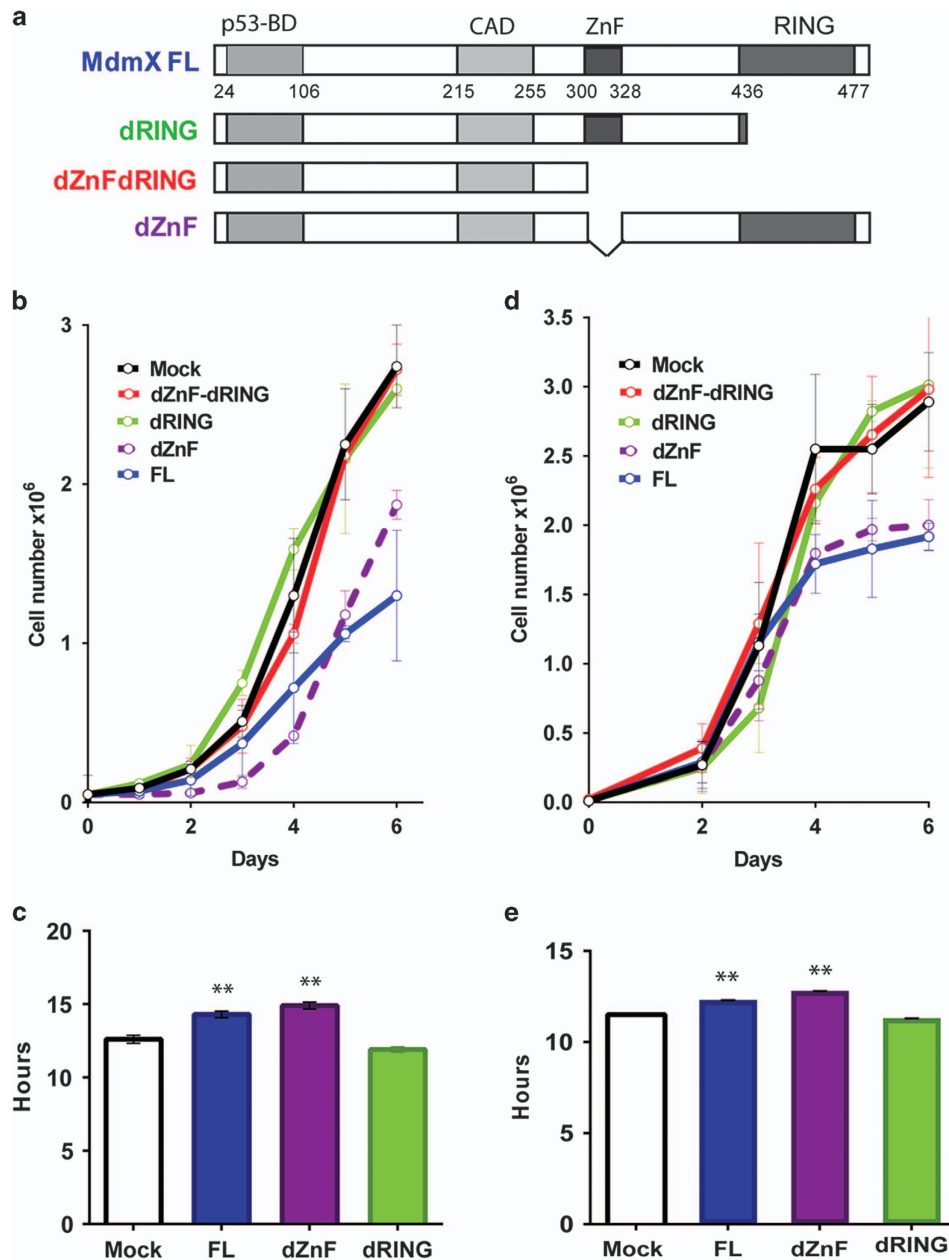 a
p53-BD CAD ZnF RING
MdmX FL
24 106 215 255 300 328 436 477
dRING
dZnFdRING
dZnF
b
Cell number x10⁶
3
2
1
0
Mock
dZnF-dRING
dRING
dZnF
FL
0 2 4 6
Days
d
Cell number x10⁶
3.5
3.0
2.5
2.0
1.5
1.0
0.5
0.0
Mock
dZnF-dRING
dRING
dZnF
FL
0 2 4 6
Days
c
Hours
20
15
10
5
0
** **
Mock FL dZnF dRING
e
Hours
15
10
5
0
** **
Mock FL dZnF dRING